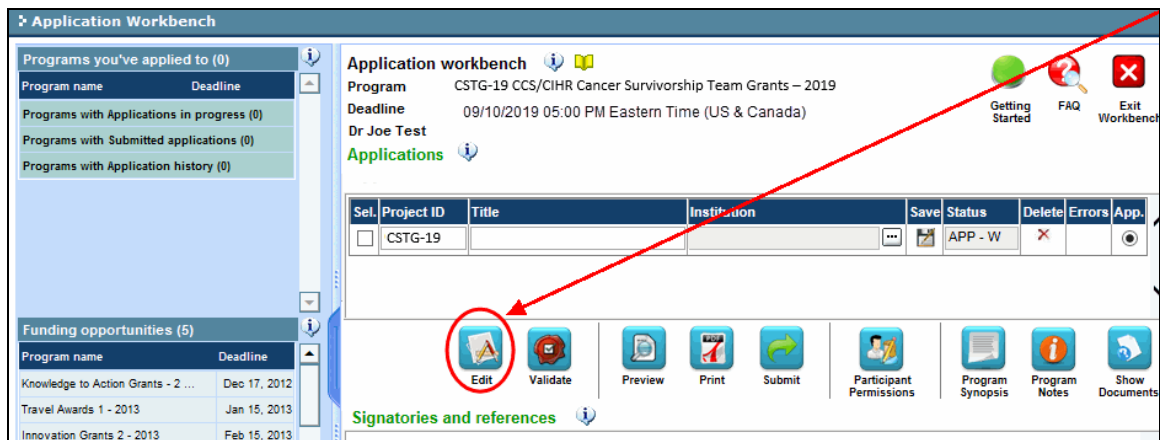 Application Workbench
Programs you've applied to (0)
Program name Deadline
Programs with Applications in progress (0)
Programs with Submitted applications (0)
Programs with Application history (0)
Funding opportunities (5)
Program name Deadline
Knowledge to Action Grants - 2 ... Dec 17, 2012
Travel Awards 1 - 2013 Jan 15, 2013
Innovation Grants 2 - 2013 Feb 15, 2013
Application workbench
Program CSTG-19 CCS/CIHR Cancer Survivorship Team Grants – 2019
Deadline 09/10/2019 05:00 PM Eastern Time (US & Canada)
Dr Joe Test
Applications
Getting Started
FAQ
Exit Workbench
Sel. Project ID Title Institution Save Status Delete Errors App.
CSTG-19 ... APP - W
Edit
Validate
Preview
PDF
Print
Submit
Participant Permissions
Program Synopsis
Program Notes
Show Documents
Signatories and references